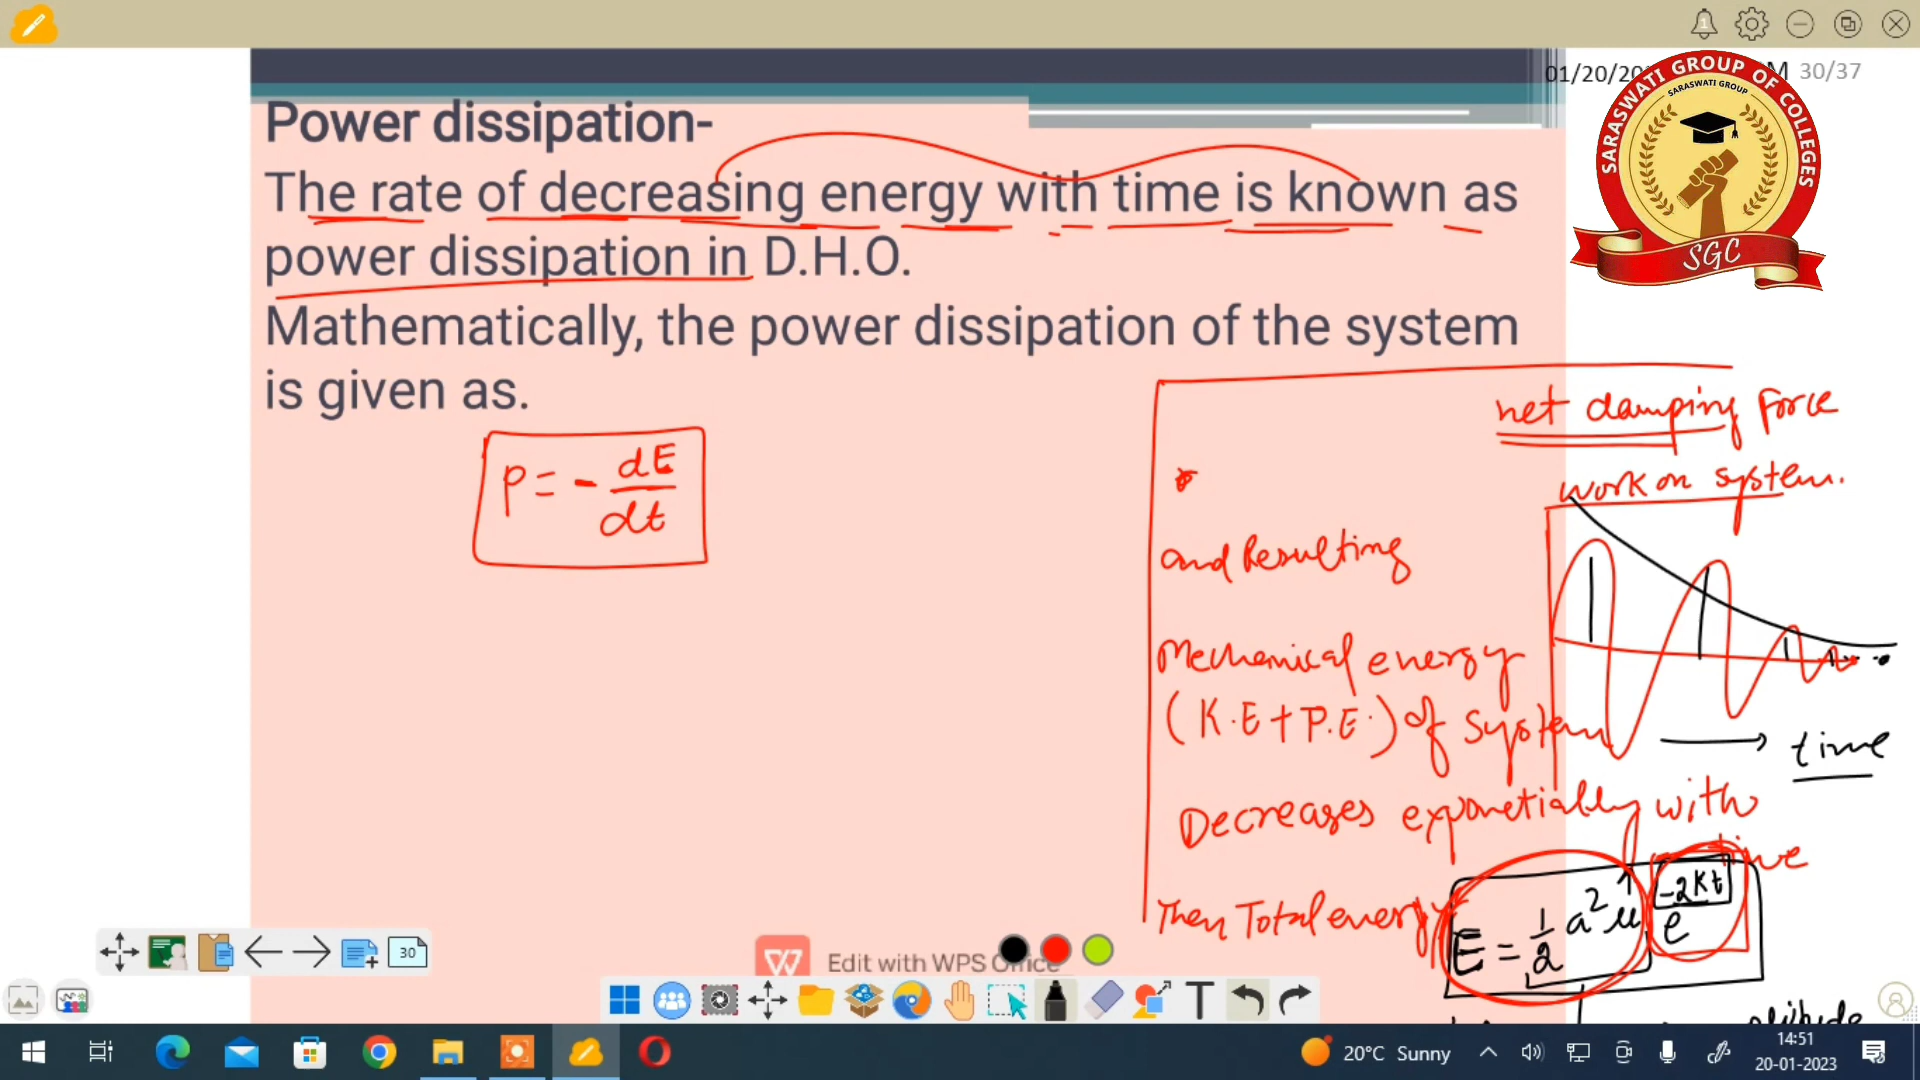 01/20/20
M 30/37
SARASWATI GROUP OF COLLEGES
SARASWATI GROUP
SGC
Power dissipation-
The rate of decreasing energy with time is known as
power dissipation in D.H.O.
Mathematically, the power dissipation of the system
is given as.
P = - dE/dt
net damping force
work on system.
and Resulting
Mechanical energy
(K.E + P.E.) of System
time
Decreases exponetially with
time
Then Total energy
E = 1/2 a² μ e^-2Kt
30
Edit with WPS Office
20°C Sunny
14:51
20-01-2023